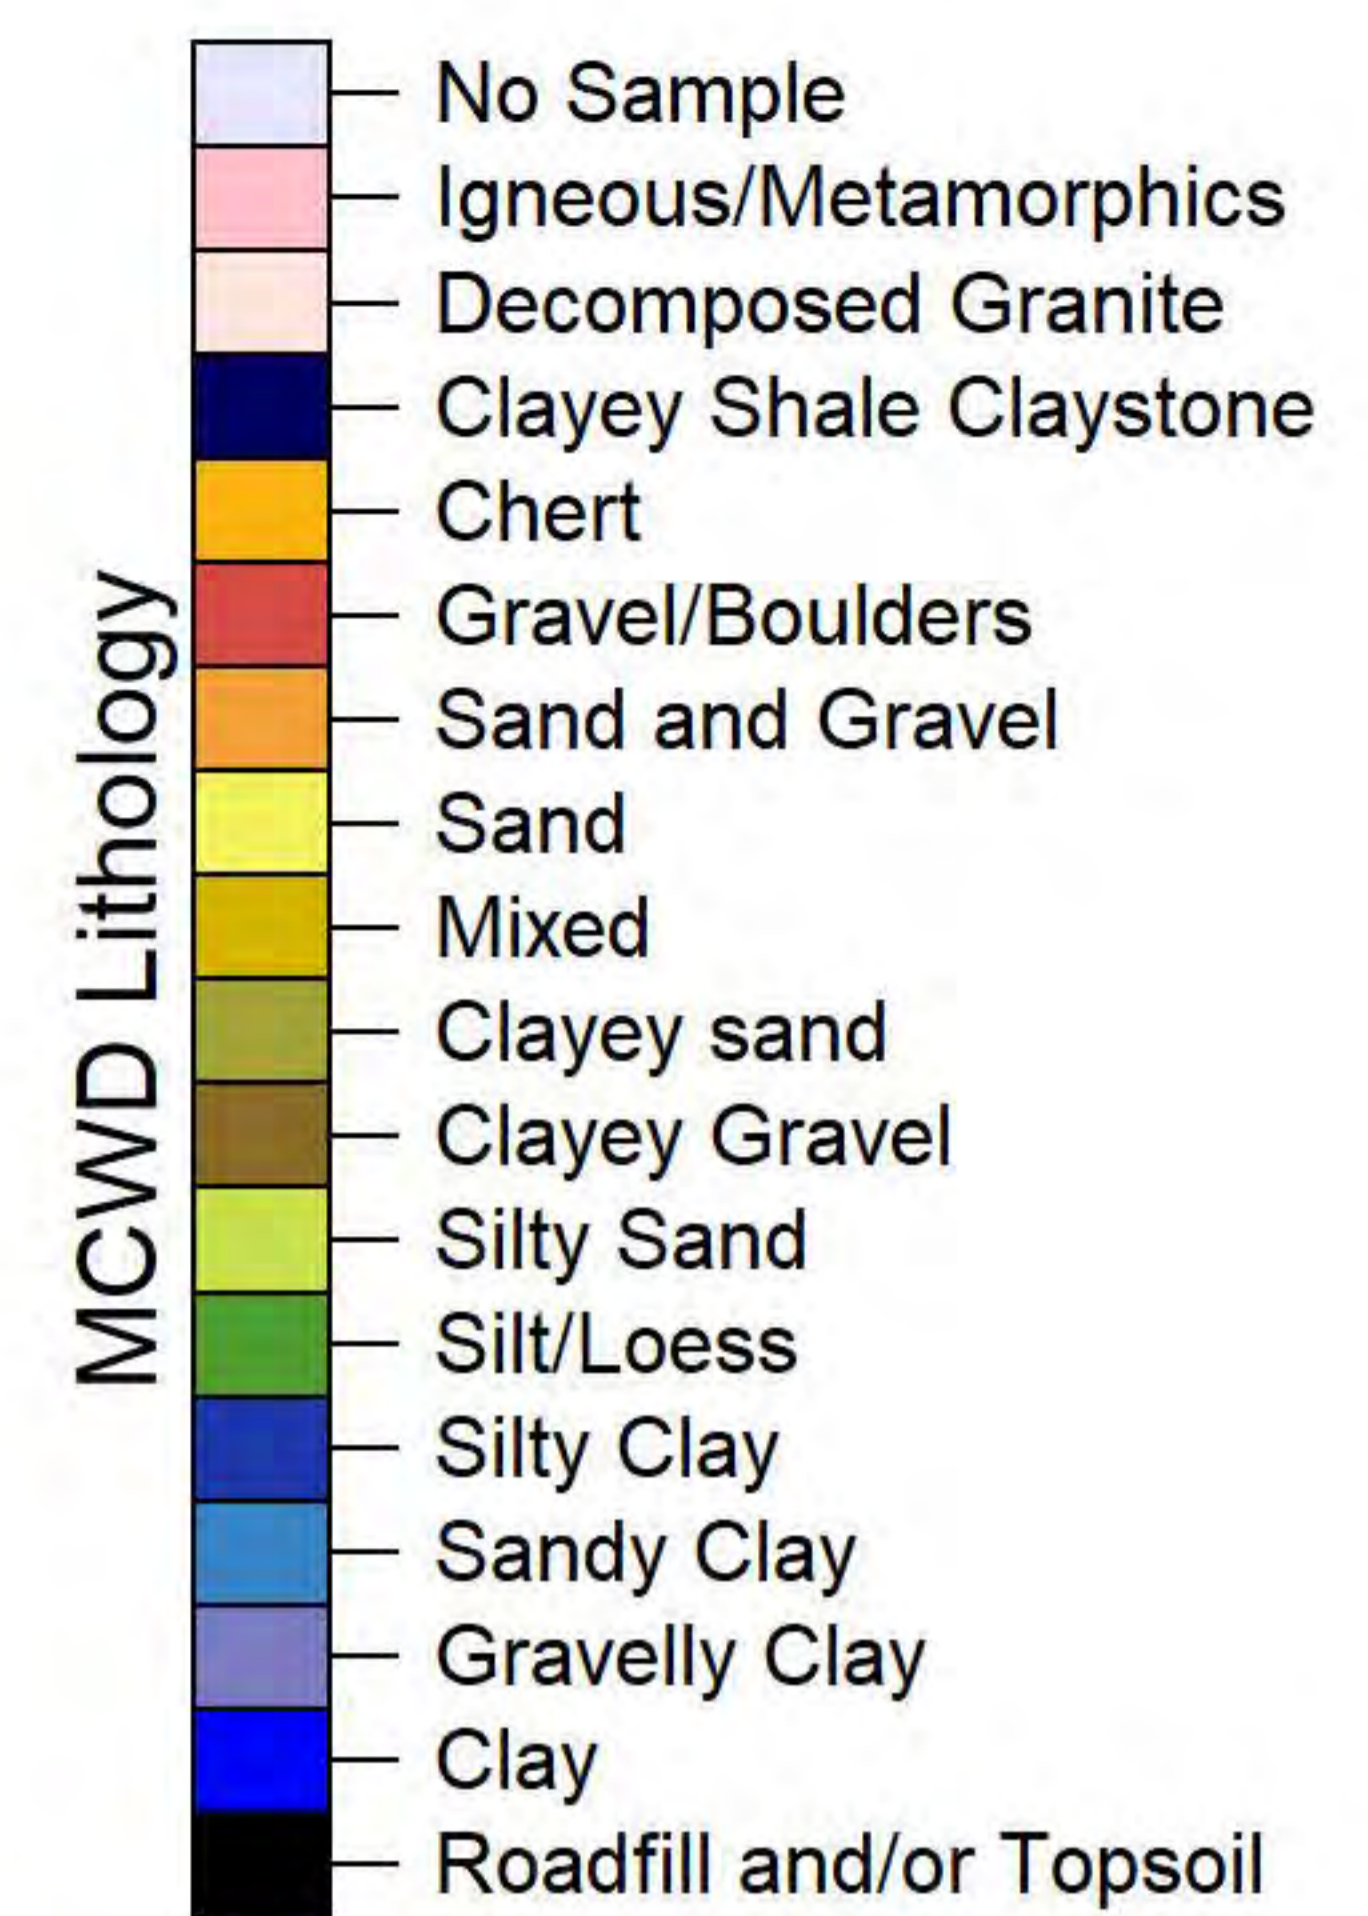 MCWD Lithology
No Sample
Igneous/Metamorphics
Decomposed Granite
Clayey Shale Claystone
Chert
Gravel/Boulders
Sand and Gravel
Sand
Mixed
Clayey sand
Clayey Gravel
Silty Sand
Silt/Loess
Silty Clay
Sandy Clay
Gravelly Clay
Clay
Roadfill and/or Topsoil